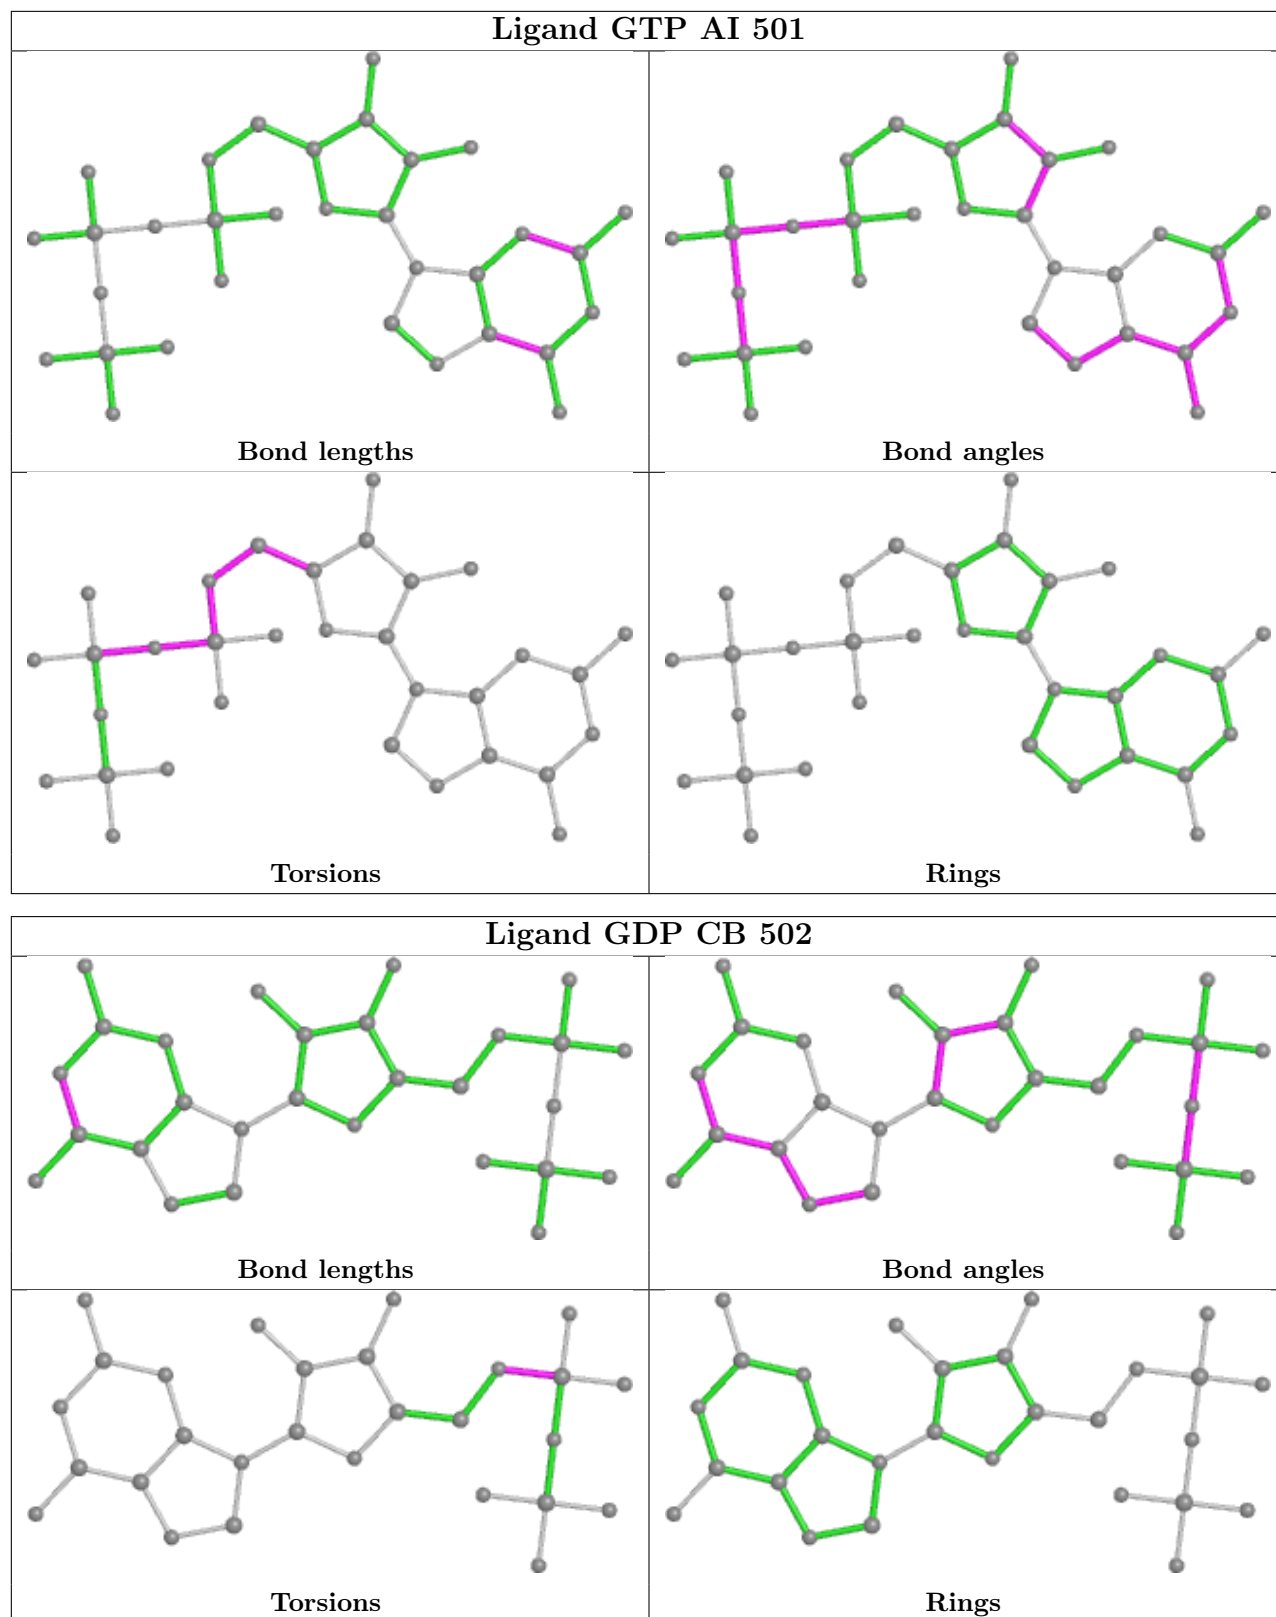 Ligand GTP AI 501
Bond lengths
Bond angles
Torsions
Rings
Ligand GDP CB 502
Bond lengths
Bond angles
Torsions
Rings